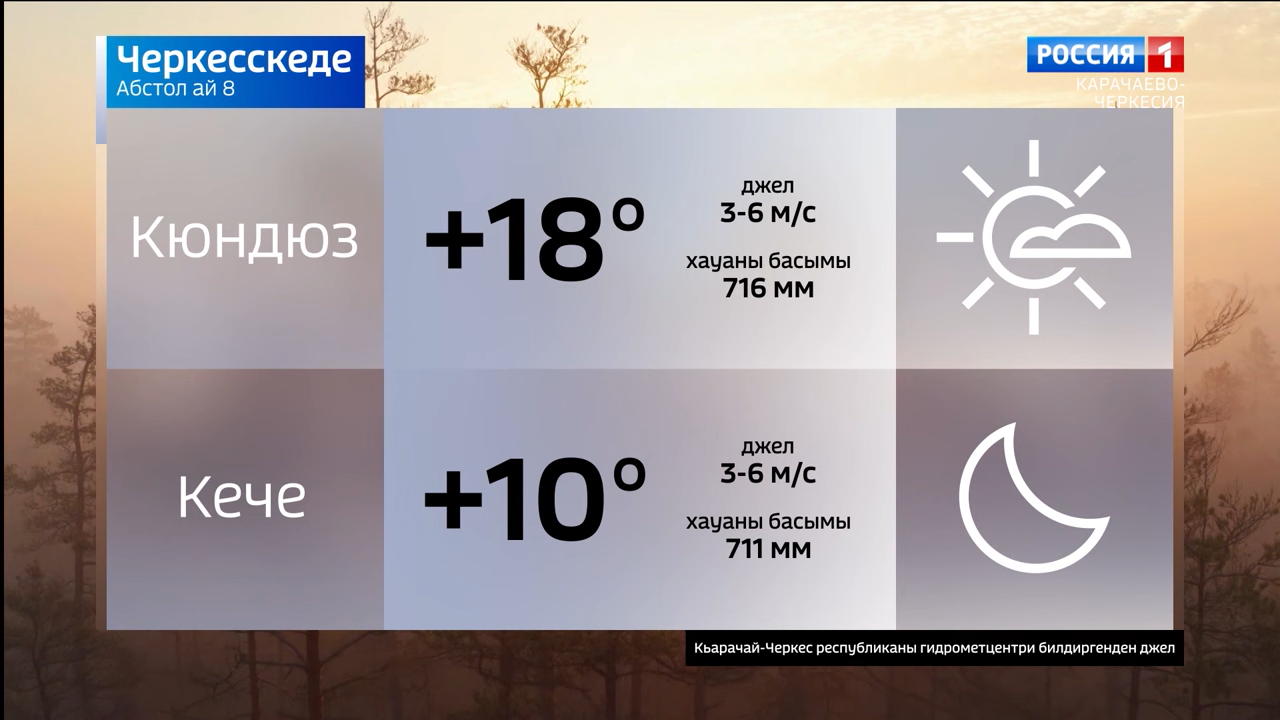 Черкесскеде
Абстол ай 8
РОССИЯ 1
КАРАЧАЕВО-
ЧЕРКЕСИЯ
Кюндюз
+18°
джел
3-6 м/с
хауаны басымы
716 мм
Кече
+10°
джел
3-6 м/с
хауаны басымы
711 мм
Кьарачай-Черкес республиканы гидрометцентри билдиргенден джел